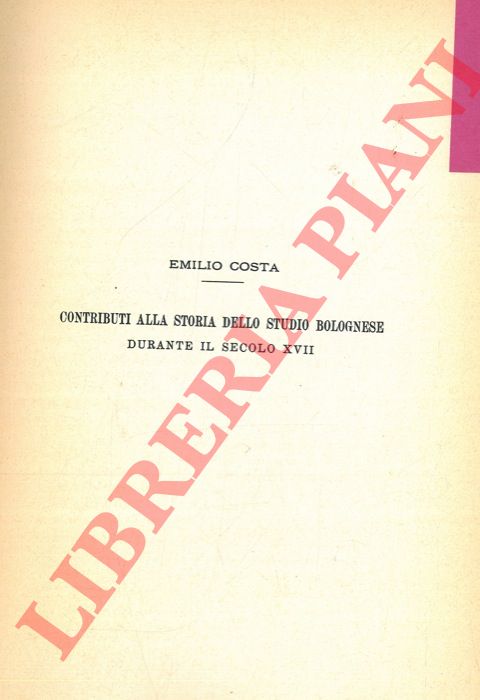 EMILIO COSTA
CONTRIBUTI ALLA STORIA DELLO STUDIO BOLOGNESE
DURANTE IL SECOLO XVII
LIBRERIA PIANI